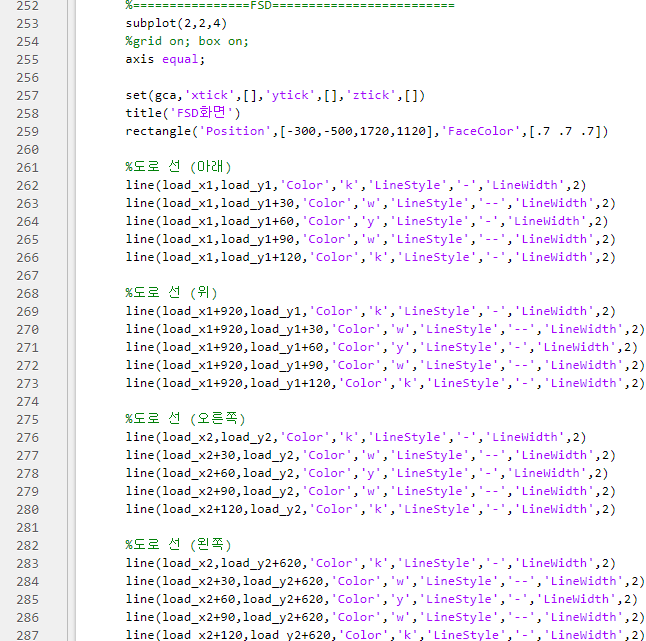 252 %================FSD========================
253 subplot(2,2,4)
254 %grid on; box on;
255 axis equal;
256
257 set(gca,'xtick',[],'ytick',[],'ztick',[])
258 title('FSD화면')
259 rectangle('Position',[-300,-500,1720,1120],'FaceColor',[.7 .7 .7])
260
261 %도로 선 (아래)
262 line(load_x1,load_y1,'Color','k','LineStyle','-','LineWidth',2)
263 line(load_x1,load_y1+30,'Color','w','LineStyle','--','LineWidth',2)
264 line(load_x1,load_y1+60,'Color','y','LineStyle','-','LineWidth',2)
265 line(load_x1,load_y1+90,'Color','w','LineStyle','--','LineWidth',2)
266 line(load_x1,load_y1+120,'Color','k','LineStyle','-','LineWidth',2)
267
268 %도로 선 (위)
269 line(load_x1+920,load_y1,'Color','k','LineStyle','-','LineWidth',2)
270 line(load_x1+920,load_y1+30,'Color','w','LineStyle','--','LineWidth',2)
271 line(load_x1+920,load_y1+60,'Color','y','LineStyle','-','LineWidth',2)
272 line(load_x1+920,load_y1+90,'Color','w','LineStyle','--','LineWidth',2)
273 line(load_x1+920,load_y1+120,'Color','k','LineStyle','-','LineWidth',2)
274
275 %도로 선 (오른쪽)
276 line(load_x2,load_y2,'Color','k','LineStyle','-','LineWidth',2)
277 line(load_x2+30,load_y2,'Color','w','LineStyle','--','LineWidth',2)
278 line(load_x2+60,load_y2,'Color','y','LineStyle','-','LineWidth',2)
279 line(load_x2+90,load_y2,'Color','w','LineStyle','--','LineWidth',2)
280 line(load_x2+120,load_y2,'Color','k','LineStyle','-','LineWidth',2)
281
282 %도로 선 (왼쪽)
283 line(load_x2,load_y2+620,'Color','k','LineStyle','-','LineWidth',2)
284 line(load_x2+30,load_y2+620,'Color','w','LineStyle','--','LineWidth',2)
285 line(load_x2+60,load_y2+620,'Color','y','LineStyle','-','LineWidth',2)
286 line(load_x2+90,load_y2+620,'Color','w','LineStyle','--','LineWidth',2)
287 line(load_x2+120,load_y2+620,'Color','k','LineStyle','-','LineWidth',2)